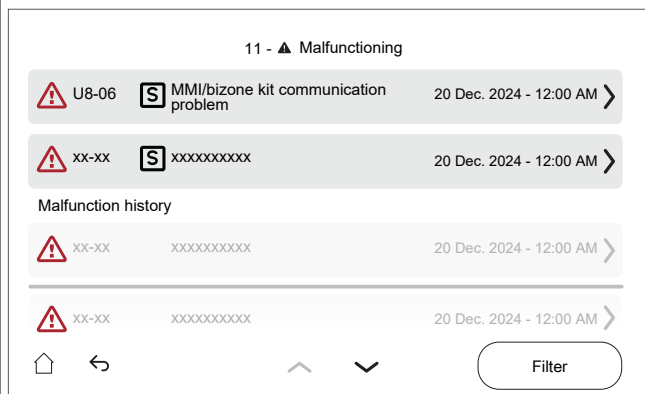 11 - Malfunctioning
U8-06 S MMI/bizone kit communication 20 Dec. 2024 - 12:00 AM
problem
xx-xx S xxxxxxxxxx 20 Dec. 2024 - 12:00 AM
Malfunction history
xx-xx xxxxxxxxxx 20 Dec. 2024 - 12:00 AM
xx-xx xxxxxxxxxx 20 Dec. 2024 - 12:00 AM
Filter